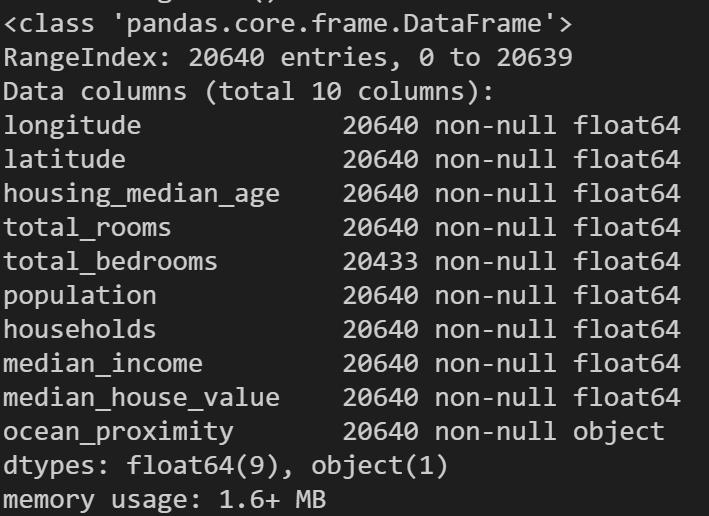 <class 'pandas.core.frame.DataFrame'>
RangeIndex: 20640 entries, 0 to 20639
Data columns (total 10 columns):
longitude             20640 non-null float64
latitude              20640 non-null float64
housing_median_age    20640 non-null float64
total_rooms           20640 non-null float64
total_bedrooms        20433 non-null float64
population            20640 non-null float64
households            20640 non-null float64
median_income         20640 non-null float64
median_house_value    20640 non-null float64
ocean_proximity       20640 non-null object
dtypes: float64(9), object(1)
memory usage: 1.6+ MB